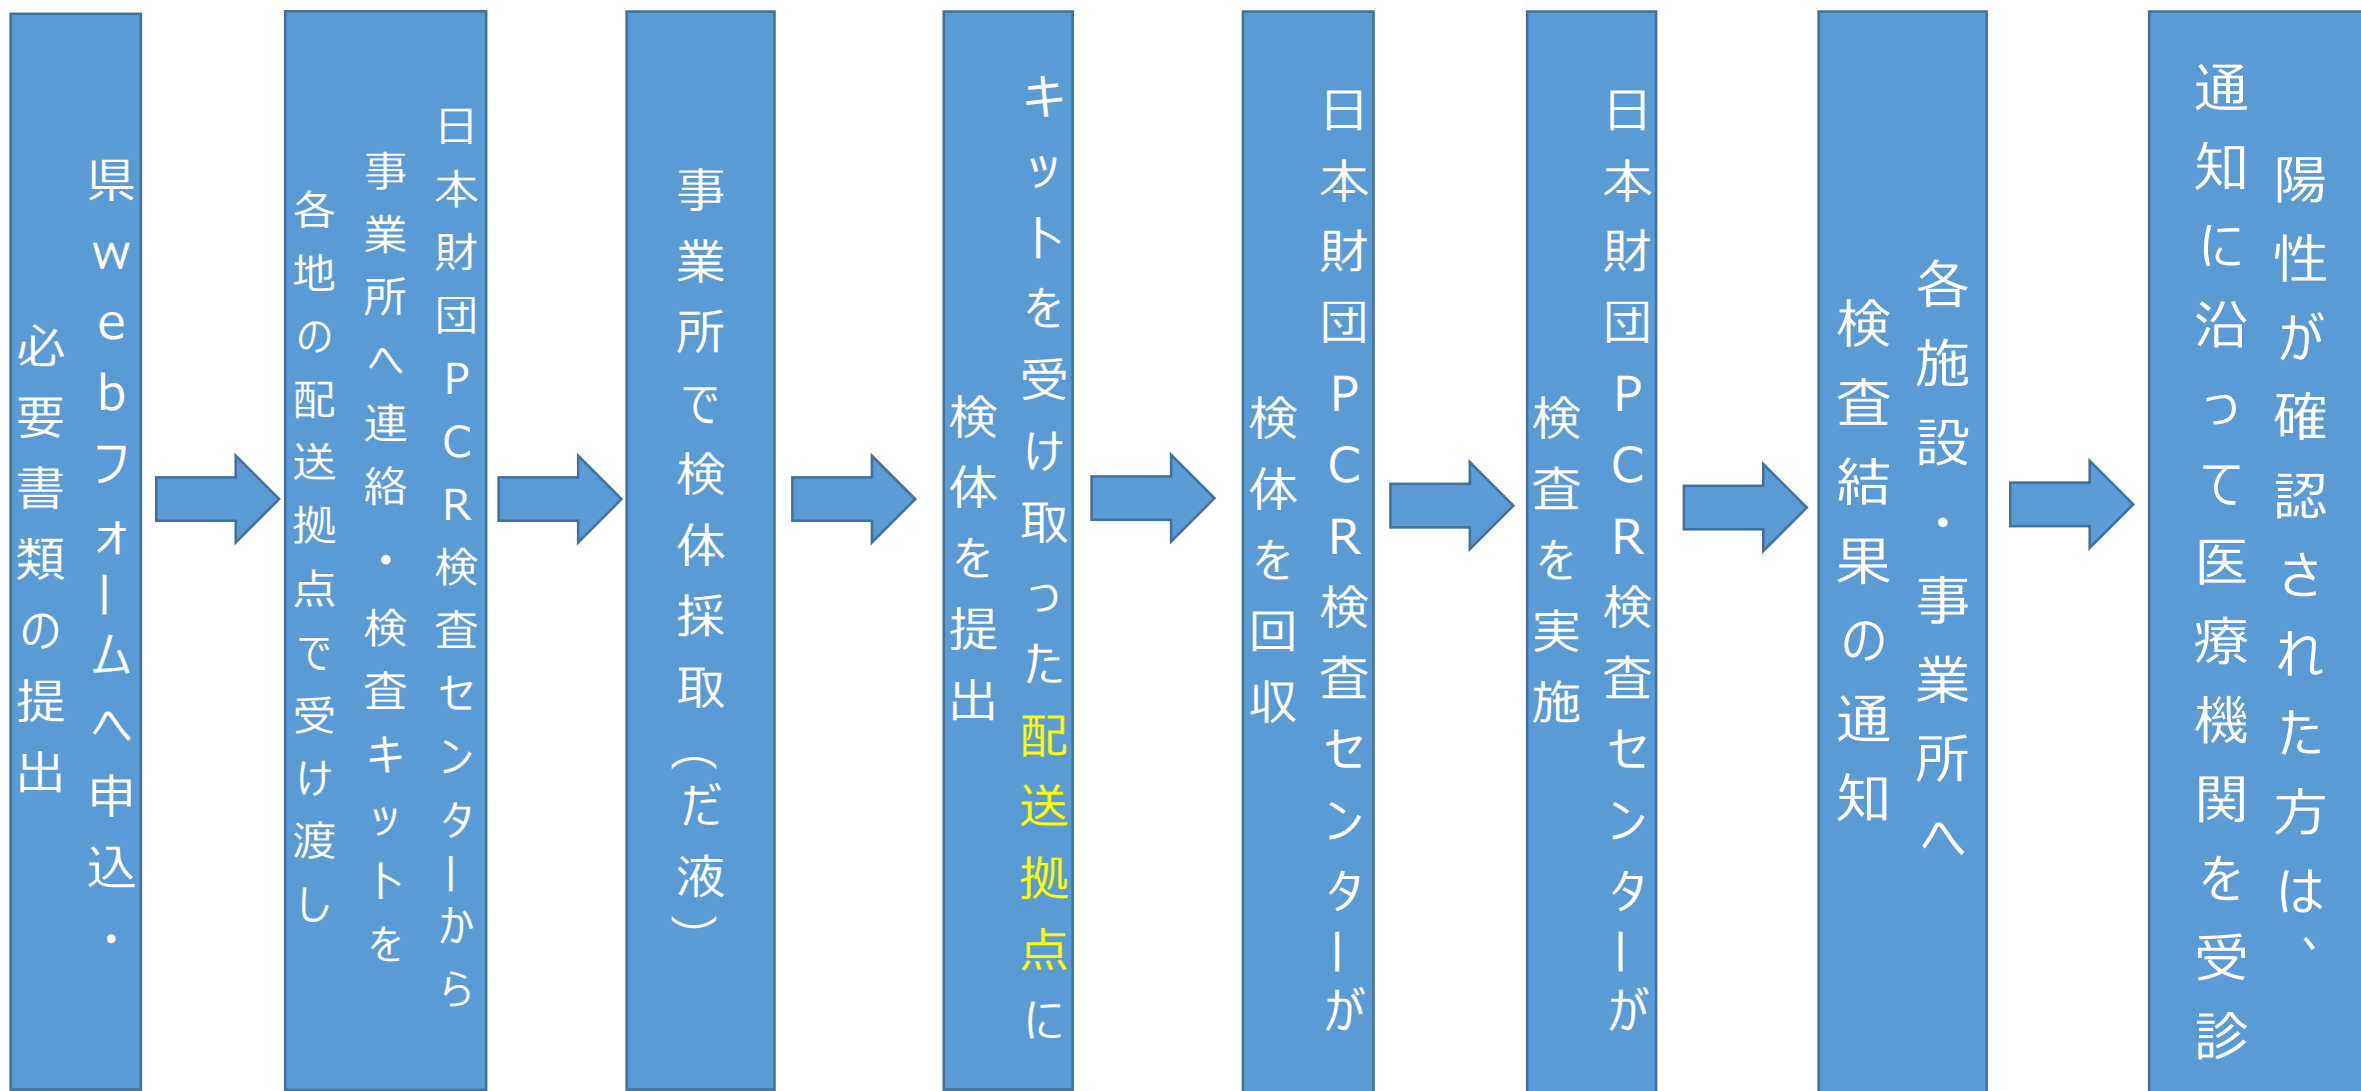 県ｗｅｂフォームへ申込・
必要書類の提出
日本財団ＰＣＲ検査センターから
事業所へ連絡・検査キットを
各地の配送拠点で受け渡し
事業所で検体採取（だ液）
キットを受け取った配送拠点に
検体を提出
日本財団ＰＣＲ検査センターが
検体を回収
日本財団ＰＣＲ検査センターが
検査を実施
各施設・事業所へ
検査結果の通知
陽性が確認された方は、
通知に沿って医療機関を受診